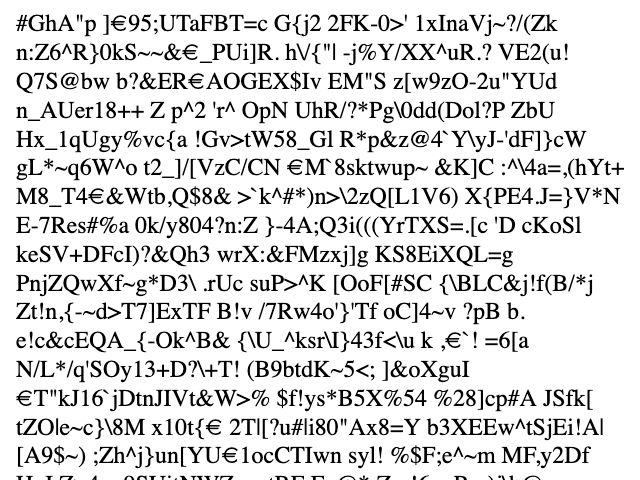 #GhA"p ]€95;UTaFBT=c G{j2 2FK-0>' 1xInaVj~?/(Zk
n:Z6^R}0kS~~&€_PUi]R. h\/{"| -j%Y/XX^uR.? VE2(u!
Q7S@bw b?&ER€AOGEX$Iv EM"S z[w9zO-2u"YUd
n_AUer18++ Z p^2 'r^ OpN UhR/?*Pg\0dd(Dol?P ZbU
Hx_1qUgy%vc{a !Gv>tW58_Gl R*p&z@4`Y\yJ-'dF]}cW
gL*~q6W^o t2_]/[VzC/CN €M`8sktwup~ &K]C :^\4a=,(hYt+
M8_T4€&Wtb,Q$8& >`k^#*)n>\2zQ[L1V6) X{PE4.J=}V*N
E-7Res#%a 0k/y804?n:Z }-4A;Q3i(((YrTXS=.[c 'D cKoSl
keSV+DFcI)?&Qh3 wrX:&FMzxj]g KS8EiXQL=g
PnjZQwXf~g*D3\ .rUc suP>^K [OoF[#SC {\BLC&j!f(B/*j
Zt!n,{-~d>T7]ExTF B!v /7Rw4o'}'Tf oC]4~v ?pB b.
e!c&cEQA_{-Ok^B& {\U_^ksr\I}43f<\u k ,€`! =6[a
N/L*/q'SOy13+D?\+T! (B9btdK~5<; ]&oXguI
€T"kJ16`jDtnJIVt&W>% $f!ys*B5X%54 %28]cp#A JSfk[
tZO|e~c}\8M x10t{€ 2T|[?u#|i80"Ax8=Y b3XEEw^tSjEi!A|
[A9$~) ;Zh^j}un[YU€1ocCTIwn syl! %$F;e^~m MF,y2Df